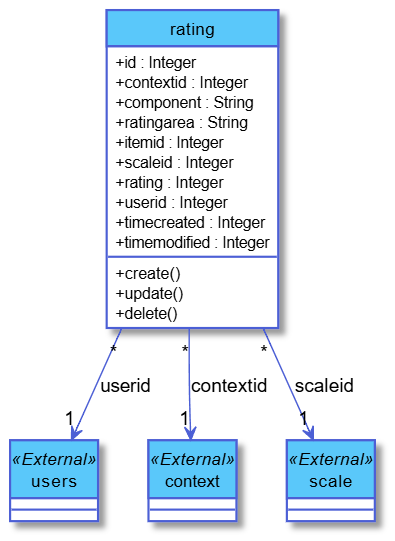 rating
+id : Integer
+contextid : Integer
+component : String
+ratingarea : String
+itemid : Integer
+scaleid : Integer
+rating : Integer
+userid : Integer
+timecreated : Integer
+timemodified : Integer
+create()
+update()
+delete()
* * *
userid contextid scaleid
1 1 1
«External» «External» «External»
users context scale